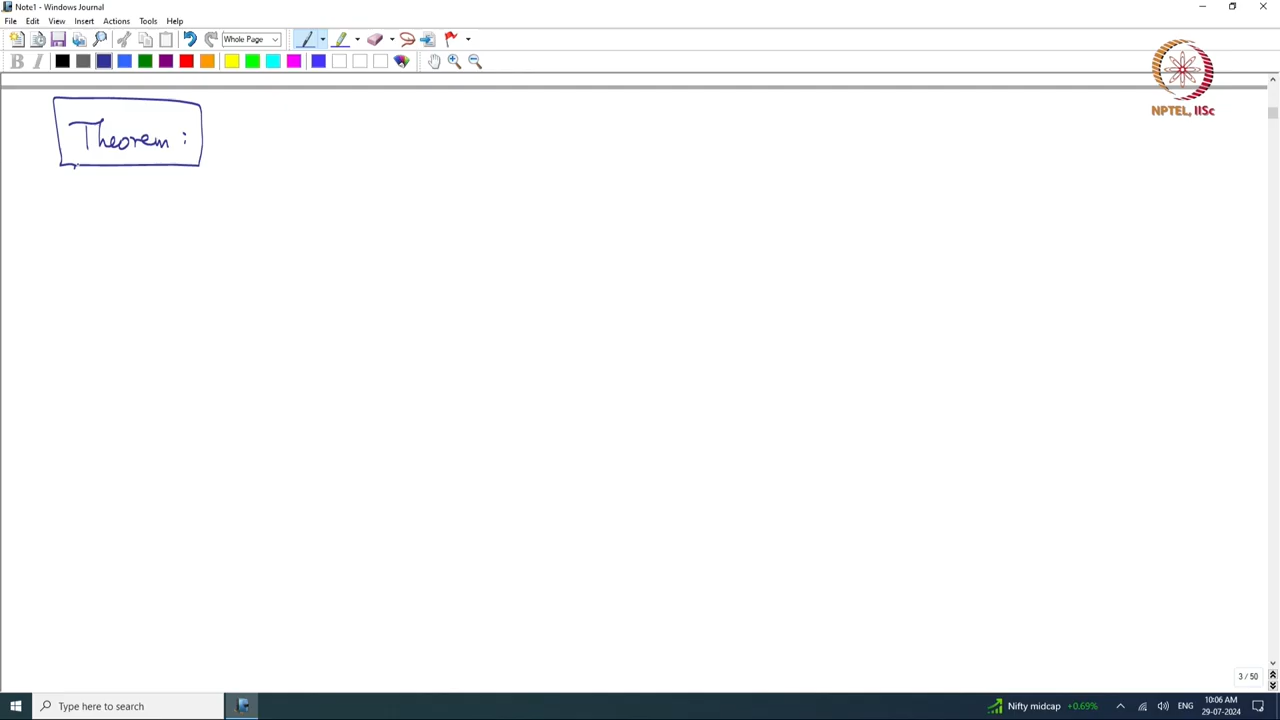 Note1 - Windows Journal
File Edit View Insert Actions Tools Help
Whole Page
B I
NPTEL, IISc
Theorem :
3 / 50
Type here to search
Nifty midcap +0.69%
ENG
10:06 AM
29-07-2024